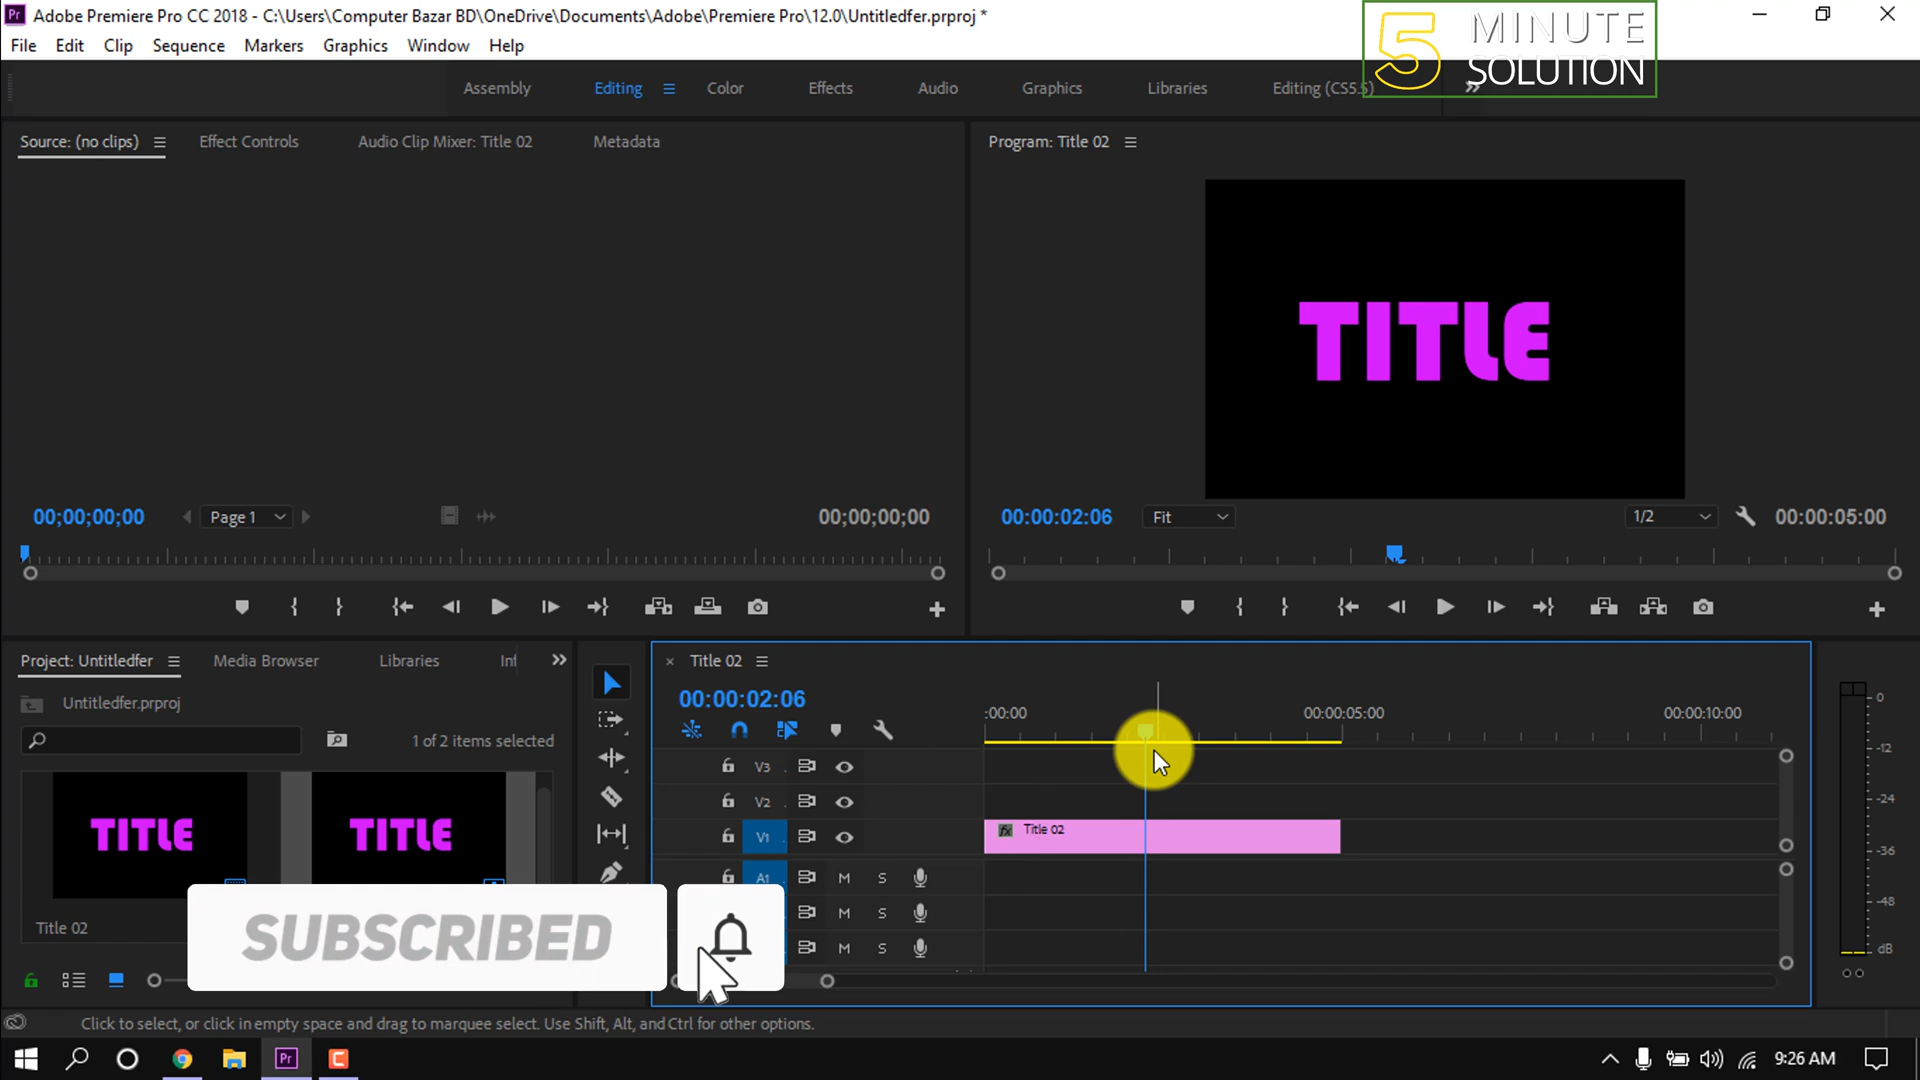 Adobe Premiere Pro CC 2018 - C:\Users\Computer Bazar BD\OneDrive\Documents\Adobe\Premiere Pro\12.0\Untitledfer.prproj *
File Edit Clip Sequence Markers Graphics Window Help
5 MINUTE
SOLUTION
Assembly Editing Color Effects Audio Graphics Libraries Editing (CS5.5)
Source: (no clips) Effect Controls Audio Clip Mixer: Title 02 Metadata
Program: Title 02
TITLE
00;00;00;00 Page 1 00;00;00;00
00:00:02:06 Fit 1/2 00:00:05:00
Project: Untitledfer Media Browser Libraries Inf
Untitledfer.prproj
1 of 2 items selected
TITLE TITLE
Title 02
Title 02
00:00:02:06
:00:00 00:00:05:00 00:00:10:00
V3
V2
V1 fx Title 02
A1 M S
M S
M S
0
-12
-24
-36
-48
dB
SUBSCRIBED
Click to select, or click in empty space and drag to marquee select. Use Shift, Alt, and Ctrl for other options.
Pr
Pr
C
9:26 AM